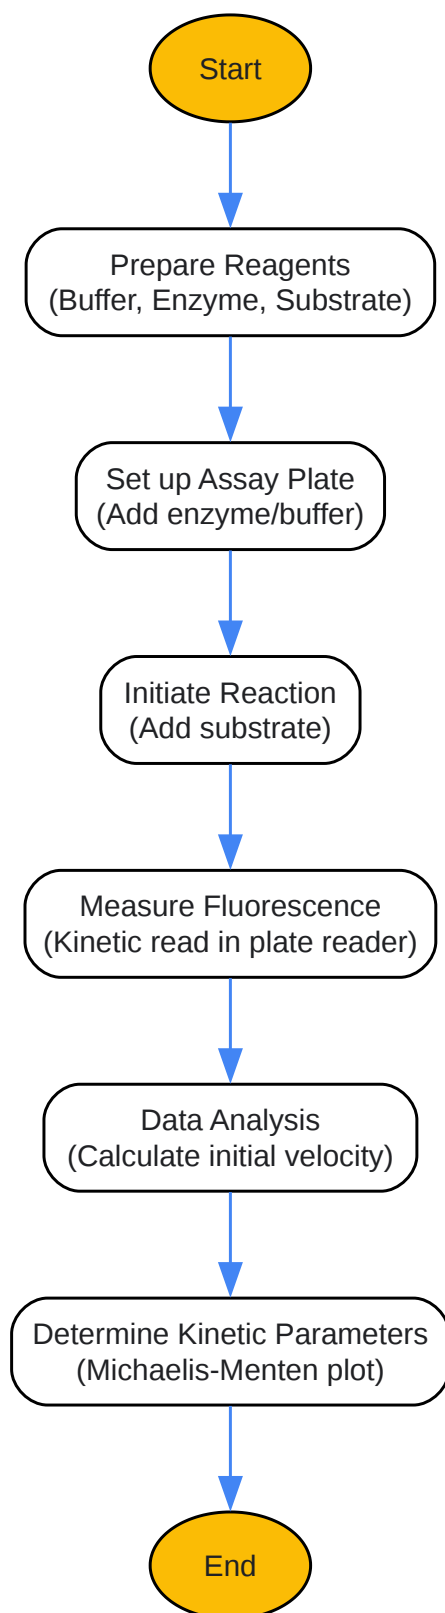 Start
Prepare Reagents
(Buffer, Enzyme, Substrate)
Set up Assay Plate
(Add enzyme/buffer)
Initiate Reaction
(Add substrate)
Measure Fluorescence
(Kinetic read in plate reader)
Data Analysis
(Calculate initial velocity)
Determine Kinetic Parameters
(Michaelis-Menten plot)
End